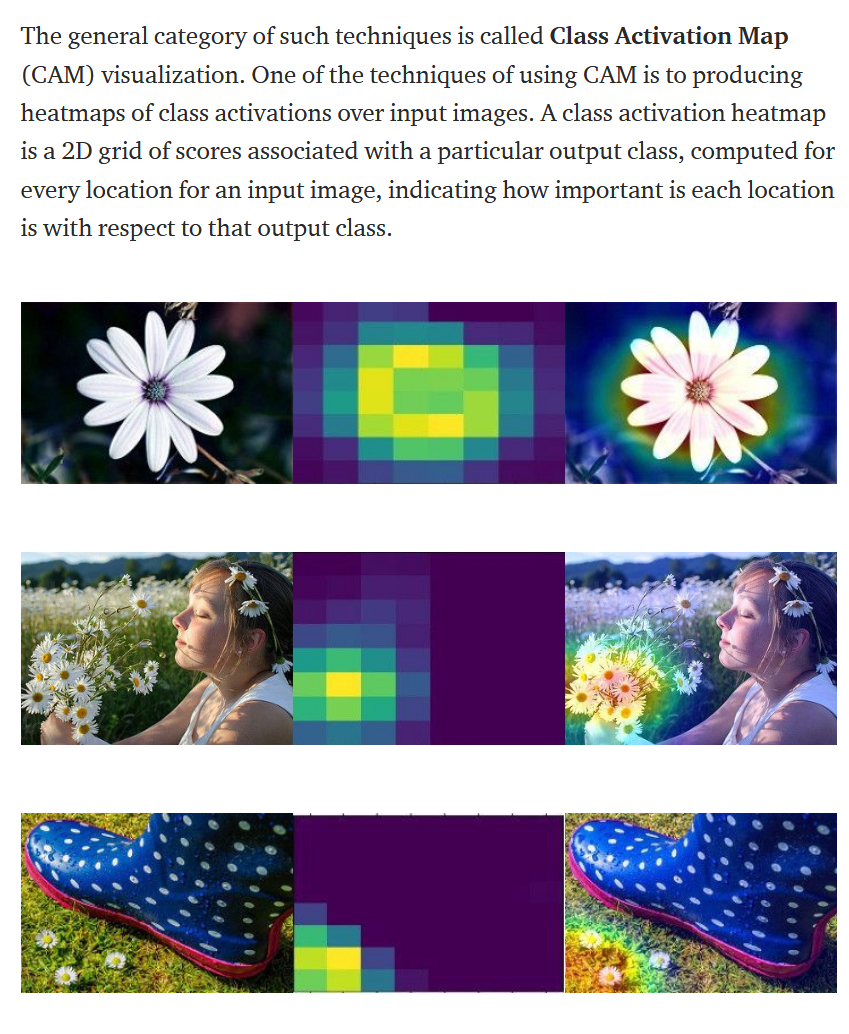 The general category of such techniques is called Class Activation Map
(CAM) visualization. One of the techniques of using CAM is to producing
heatmaps of class activations over input images. A class activation heatmap
is a 2D grid of scores associated with a particular output class, computed for
every location for an input image, indicating how important is each location
is with respect to that output class.